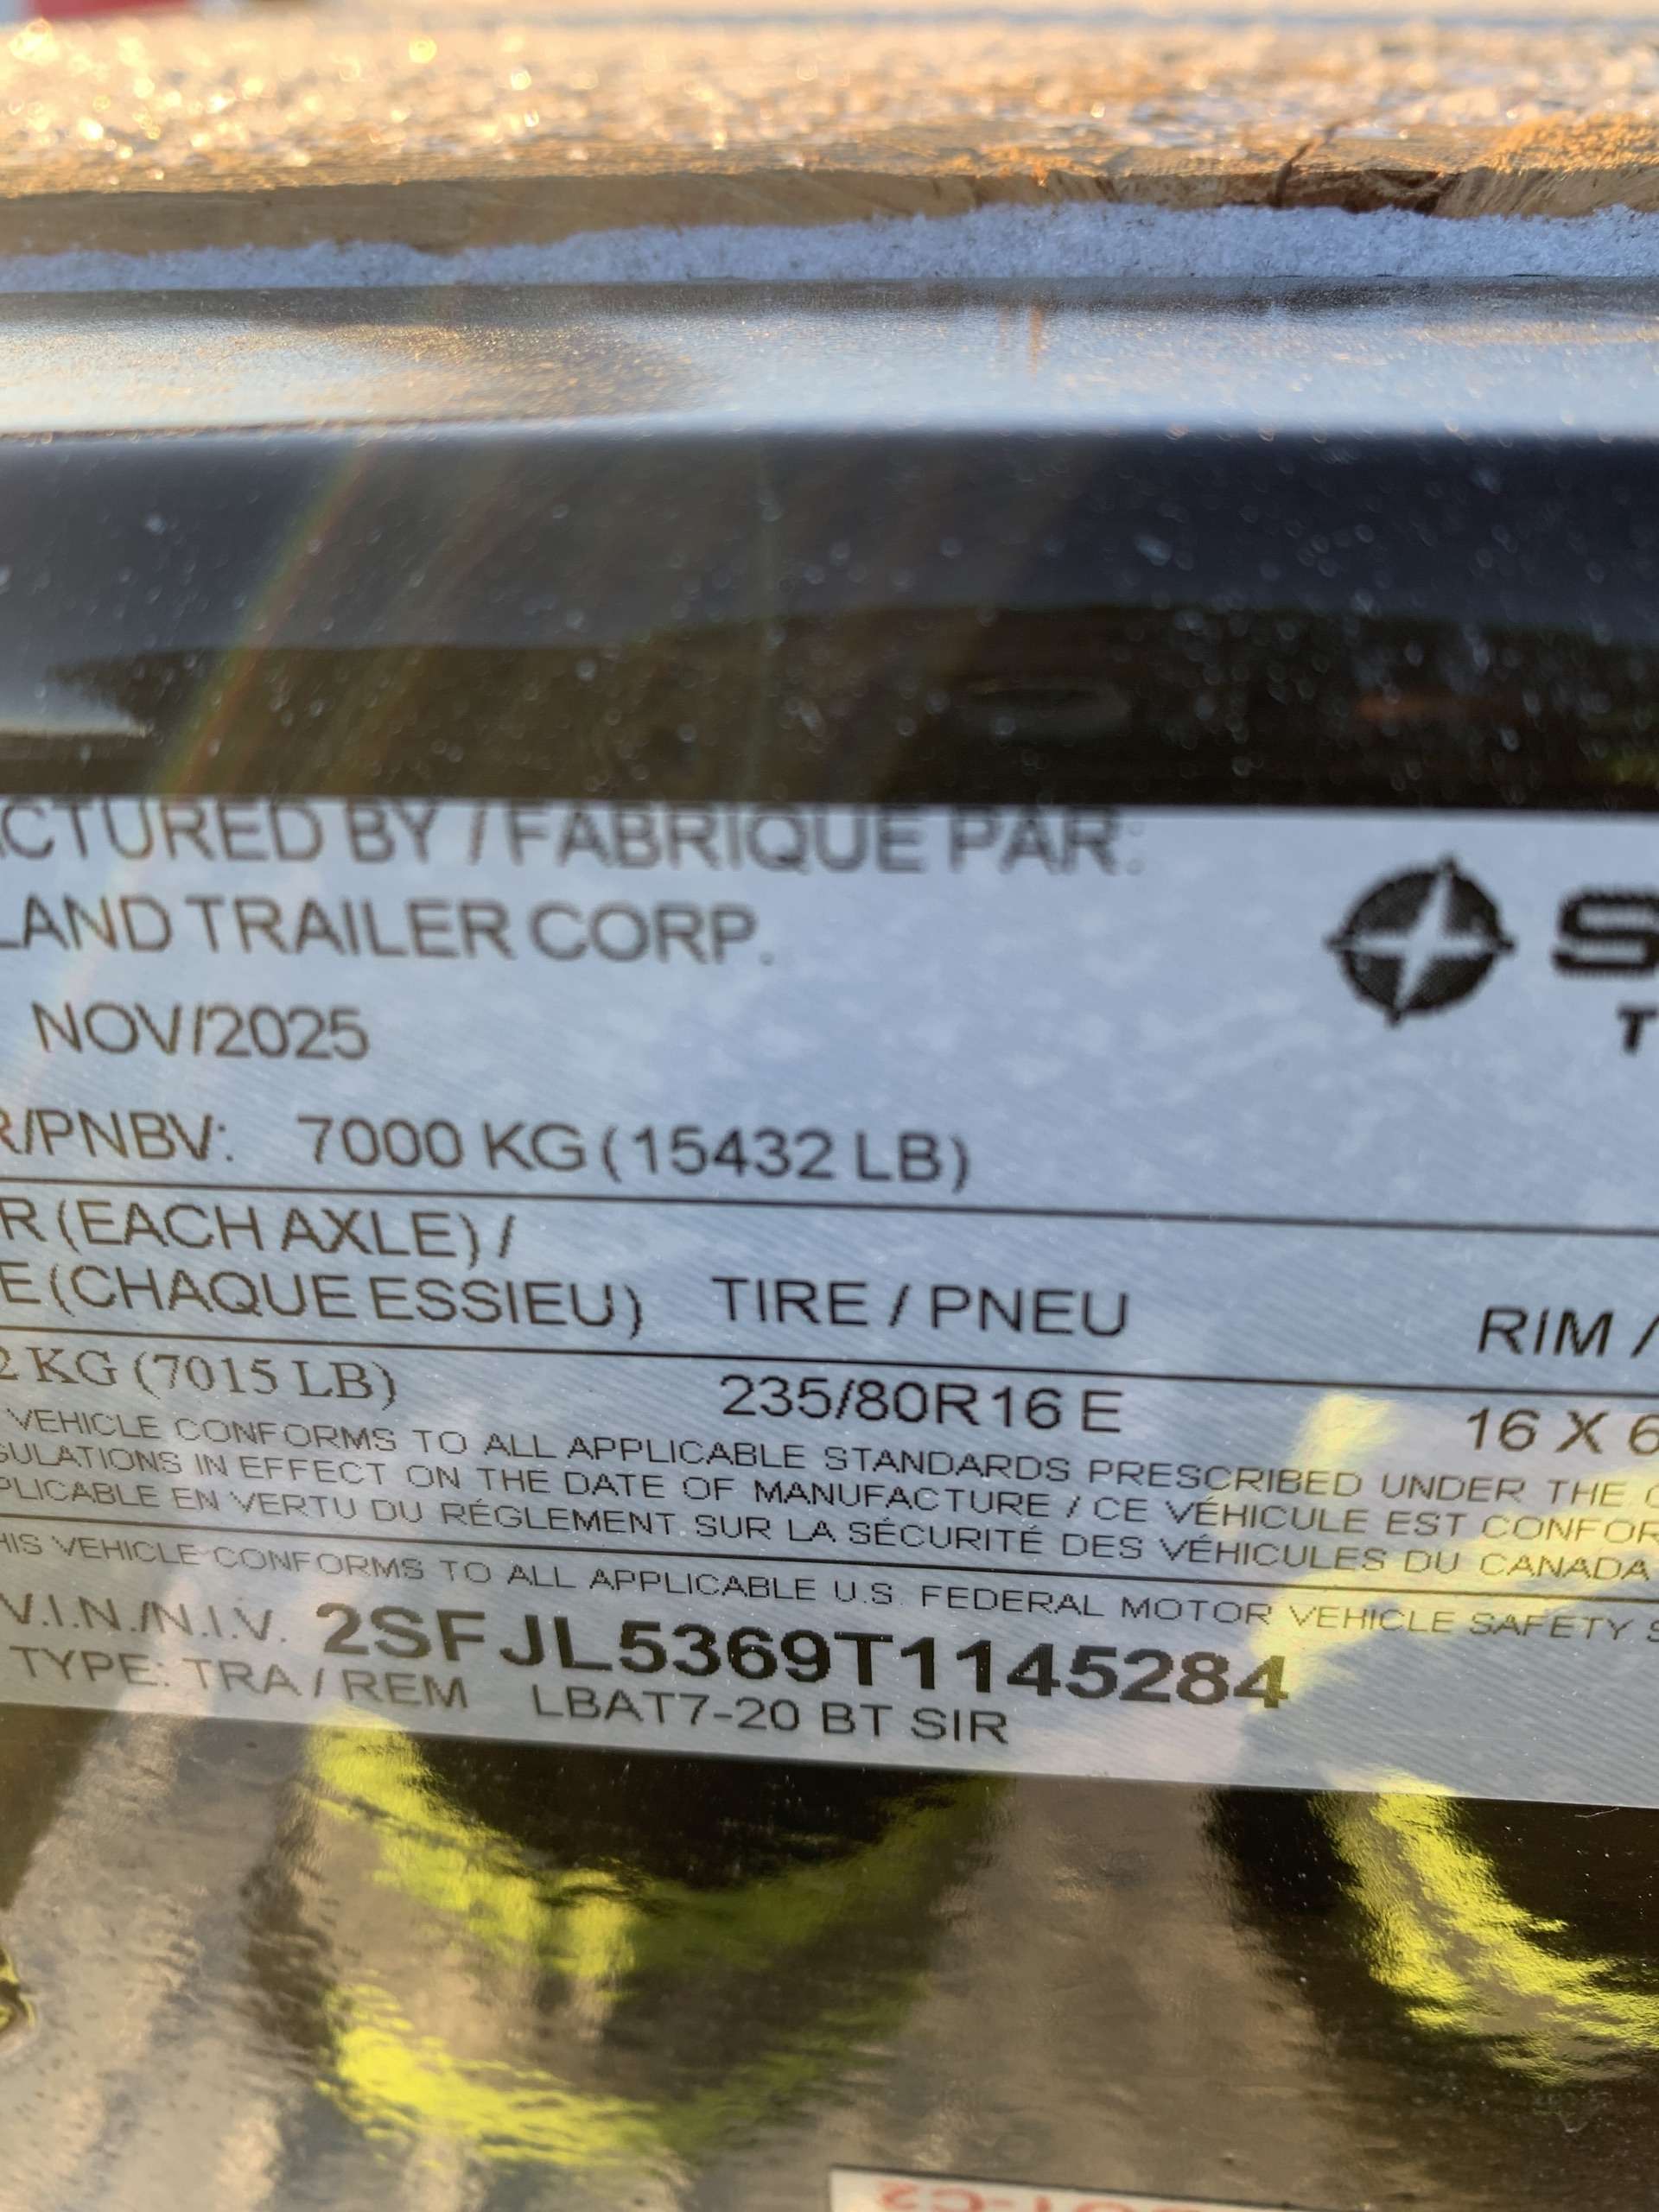 ACTURED BY / FABRIQUE PAR:
LAND TRAILER CORP.
S
T
NOV/2025
R/PNBV: 7000 KG (15432 LB)
R (EACH AXLE) /
E (CHAQUE ESSIEU) TIRE / PNEU RIM /
2 KG (7015 LB) 235/80R16 E 16 X 6
VEHICLE CONFORMS TO ALL APPLICABLE STANDARDS PRESCRIBED UNDER THE C
GULATIONS IN EFFECT ON THE DATE OF MANUFACTURE / CE VÉHICULE EST CONFOR
PLICABLE EN VERTU DU RÉGLEMENT SUR LA SÉCURITÉ DES VÉHICULES DU CANADA
HIS VEHICLE CONFORMS TO ALL APPLICABLE U.S. FEDERAL MOTOR VEHICLE SAFETY S
V.I.N./N.I.V. 2SFJL5369T1145284
TYPE: TRA / REM LBAT7-20 BT SIR